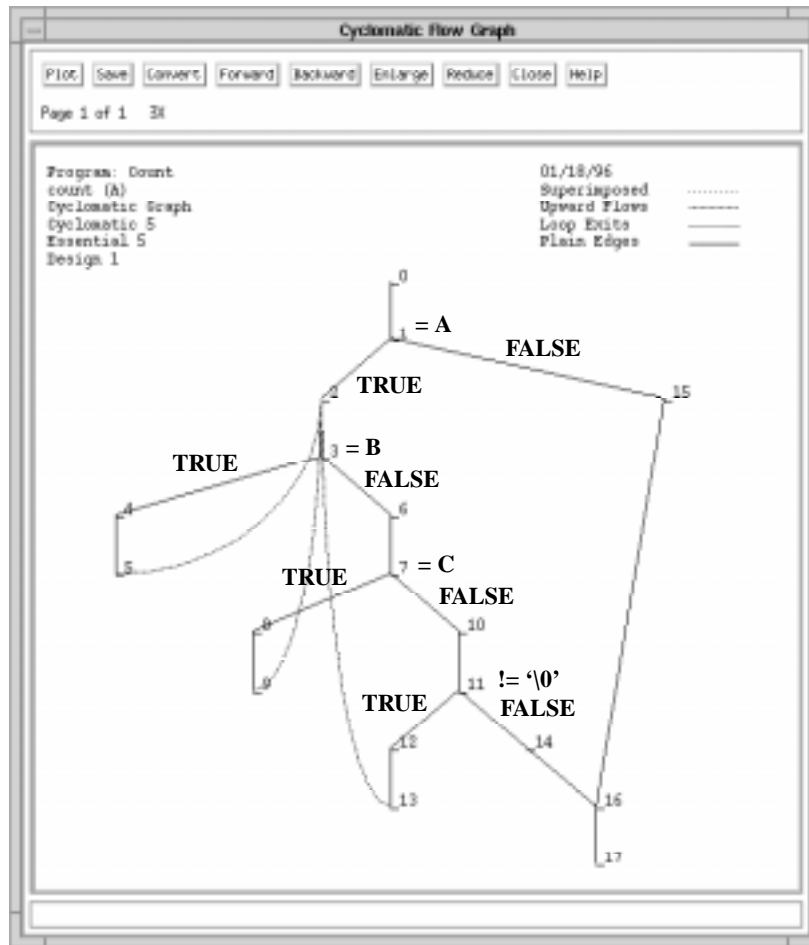 Cyclomatic Flow Graph
Plot Save Convert Forward Backward Enlarge Reduce Close Help
Page 1 of 1 3X
Program: Count
count (A)
Cyclomatic Graph
Cyclomatic 5
Essential 5
Design 1
01/18/96
Superimposed
Upward Flows
Loop Exits
Plain Edges
0
1 = A
FALSE
TRUE
2
15
3 = B
TRUE
FALSE
4
6
5
7 = C
TRUE
FALSE
8
10
9
11 != ‘\0’
TRUE
FALSE
12
14
13
16
17